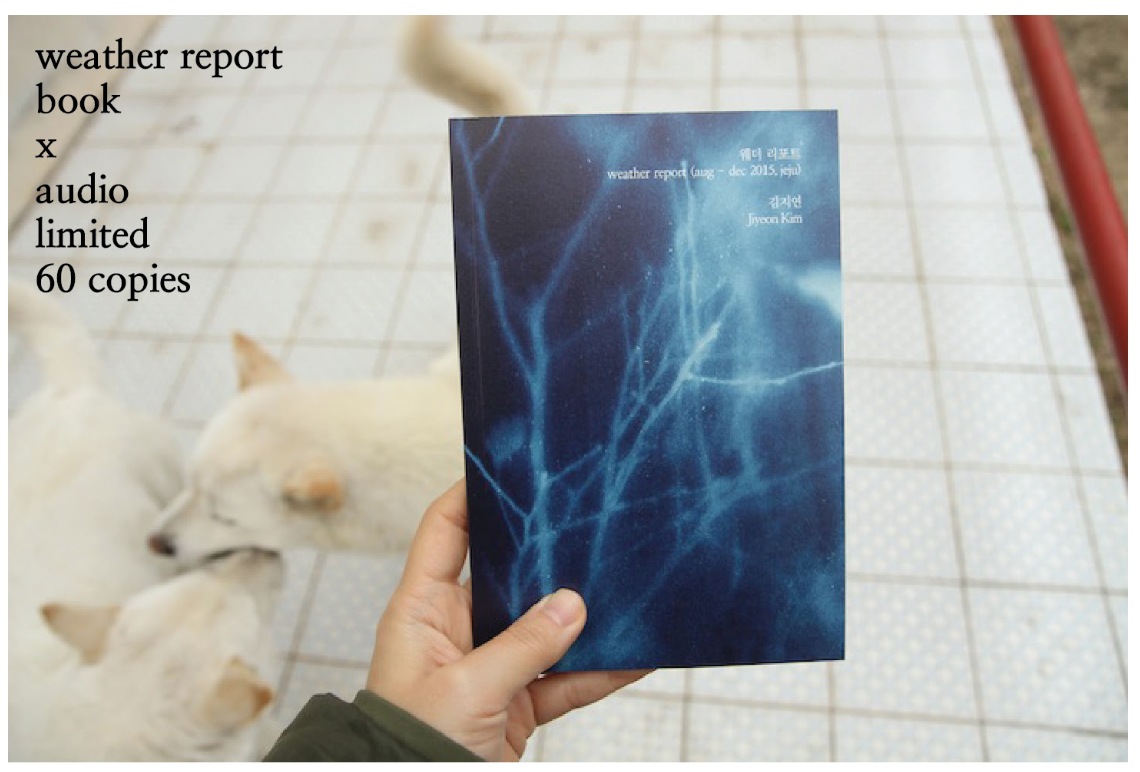 weather report
book
x
audio
limited
60 copies
웨더 리포트
weather report (aug - dec 2015, jeju)
김지연
Jiyeon Kim